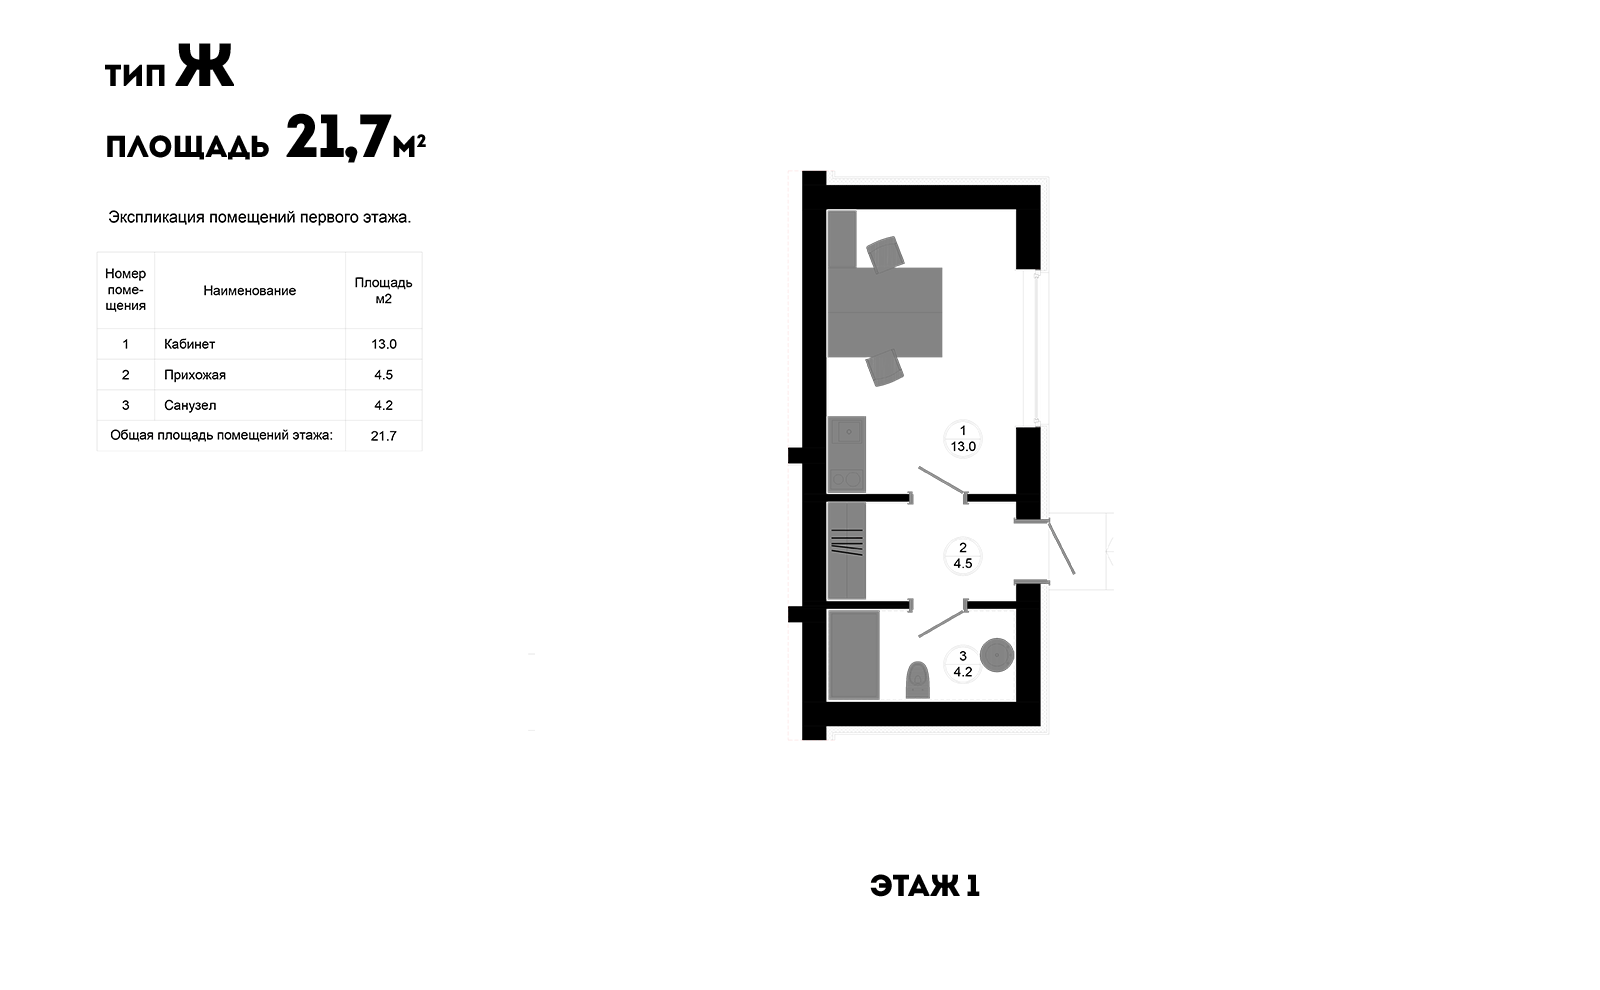 ТИП Ж
ПЛОЩАДЬ 21,7 М²
Экспликация помещений первого этажа.
Номер
поме-
щения
Наименование
Площадь
м2
1 Кабинет 13.0
2 Прихожая 4.5
3 Санузел 4.2
Общая площадь помещений этажа: 21.7
1
13.0
2
4.5
3
4.2
ЭТАЖ 1